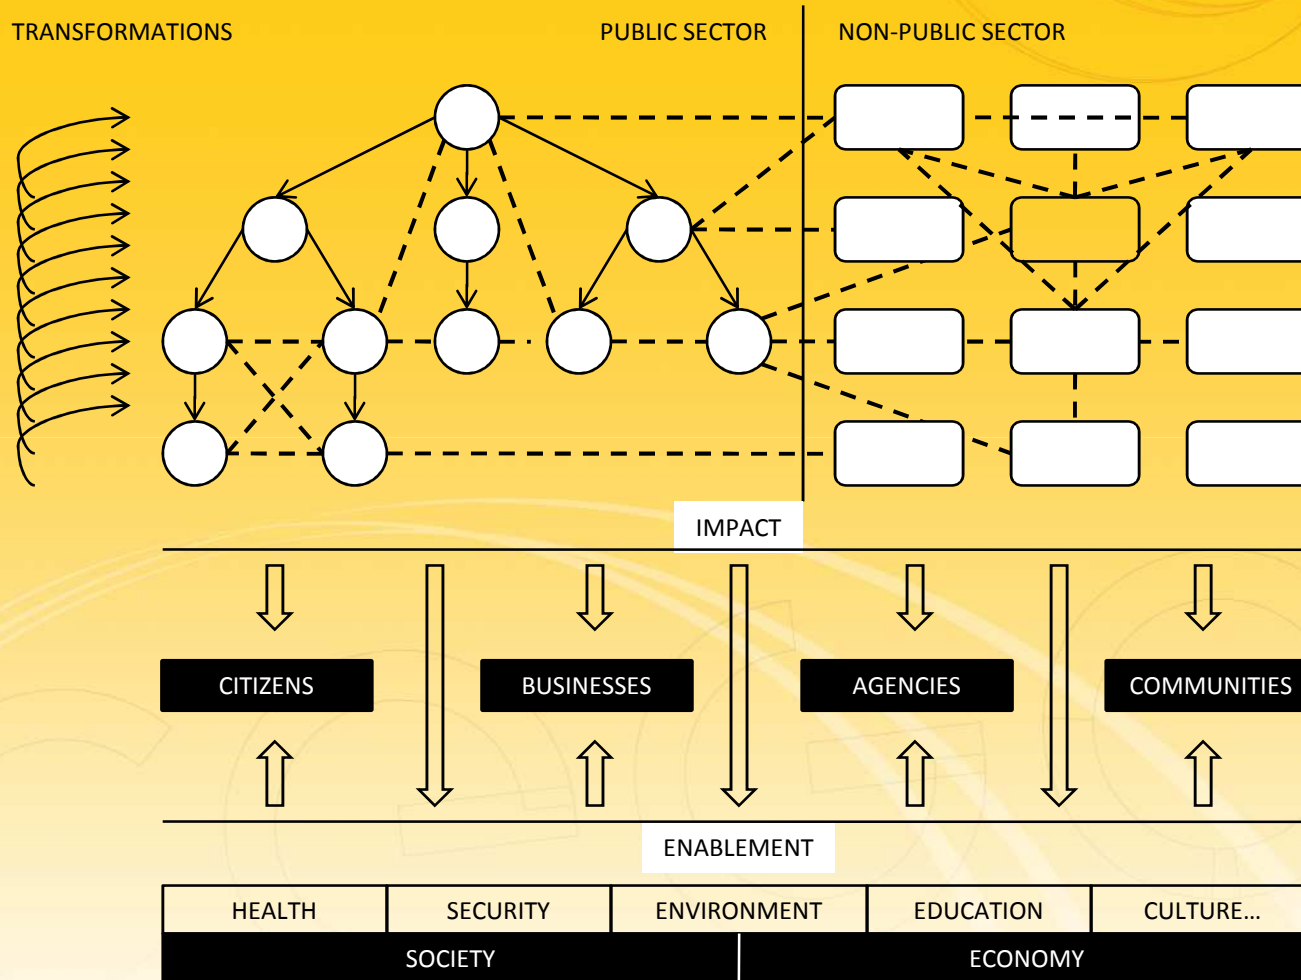 TRANSFORMATIONS
PUBLIC SECTOR
NON-PUBLIC SECTOR
IMPACT
CITIZENS
BUSINESSES
AGENCIES
COMMUNITIES
ENABLEMENT
HEALTH
SECURITY
ENVIRONMENT
EDUCATION
CULTURE...
SOCIETY
ECONOMY